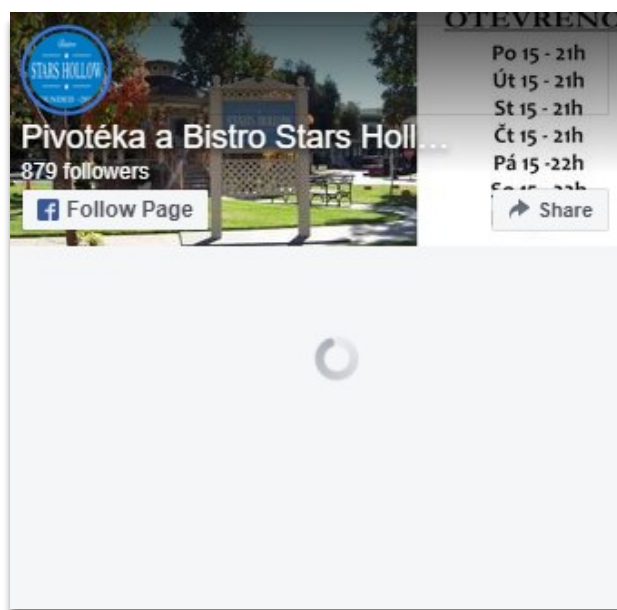 OTEVŘENO
Po 15 - 21h
Út 15 - 21h
St 15 - 21h
Čt 15 - 21h
Pá 15 -22h
STARS HOLLOW
Pivotéka a Bistro Stars Holl...
879 followers
Follow Page
Share